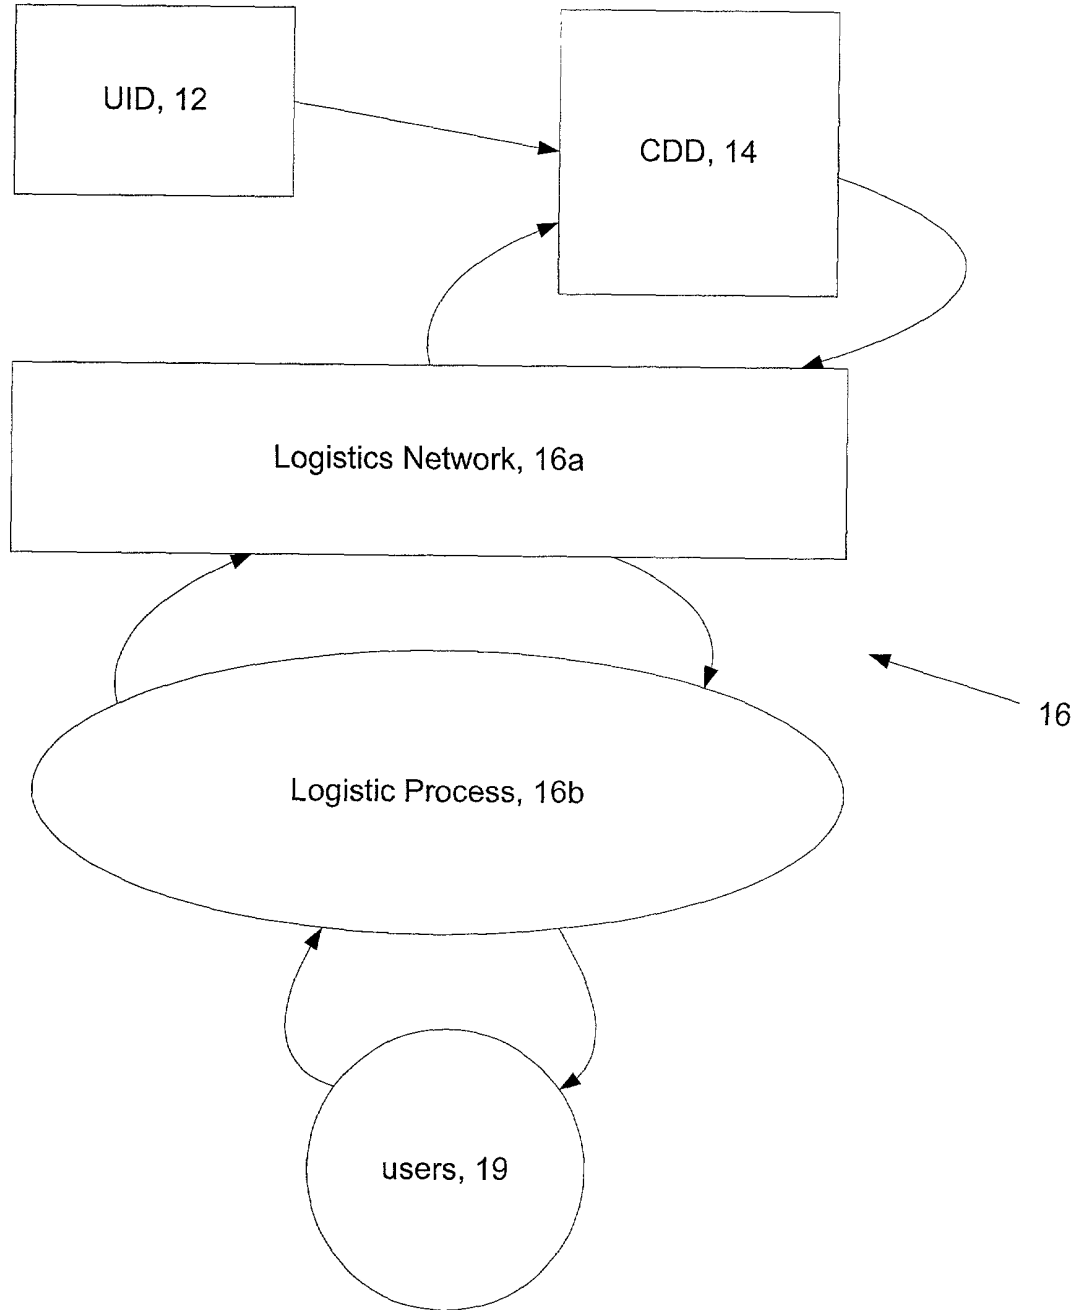 UID, 12
CDD, 14
Logistics Network, 16a
16
Logistic Process, 16b
users, 19